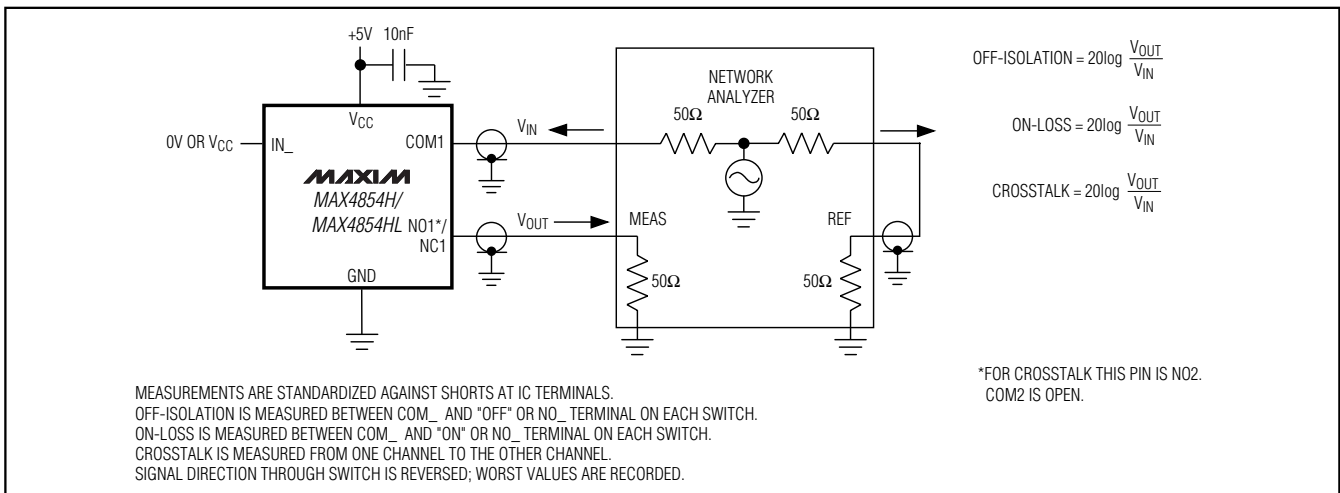 +5V 10nF
VCC
0V OR VCC
IN_
COM1
MAXIM
MAX4854H/
MAX4854HL
NO1*/
NC1
GND
VIN
VOUT
NETWORK
ANALYZER
50Ω
50Ω
MEAS
REF
50Ω
50Ω
OFF-ISOLATION = 20log VOUT
VIN
ON-LOSS = 20log VOUT
VIN
CROSSTALK = 20log VOUT
VIN
MEASUREMENTS ARE STANDARDIZED AGAINST SHORTS AT IC TERMINALS.
OFF-ISOLATION IS MEASURED BETWEEN COM_ AND "OFF" OR NO_ TERMINAL ON EACH SWITCH.
ON-LOSS IS MEASURED BETWEEN COM_ AND "ON" OR NO_ TERMINAL ON EACH SWITCH.
CROSSTALK IS MEASURED FROM ONE CHANNEL TO THE OTHER CHANNEL.
SIGNAL DIRECTION THROUGH SWITCH IS REVERSED; WORST VALUES ARE RECORDED.
*FOR CROSSTALK THIS PIN IS NO2.
COM2 IS OPEN.